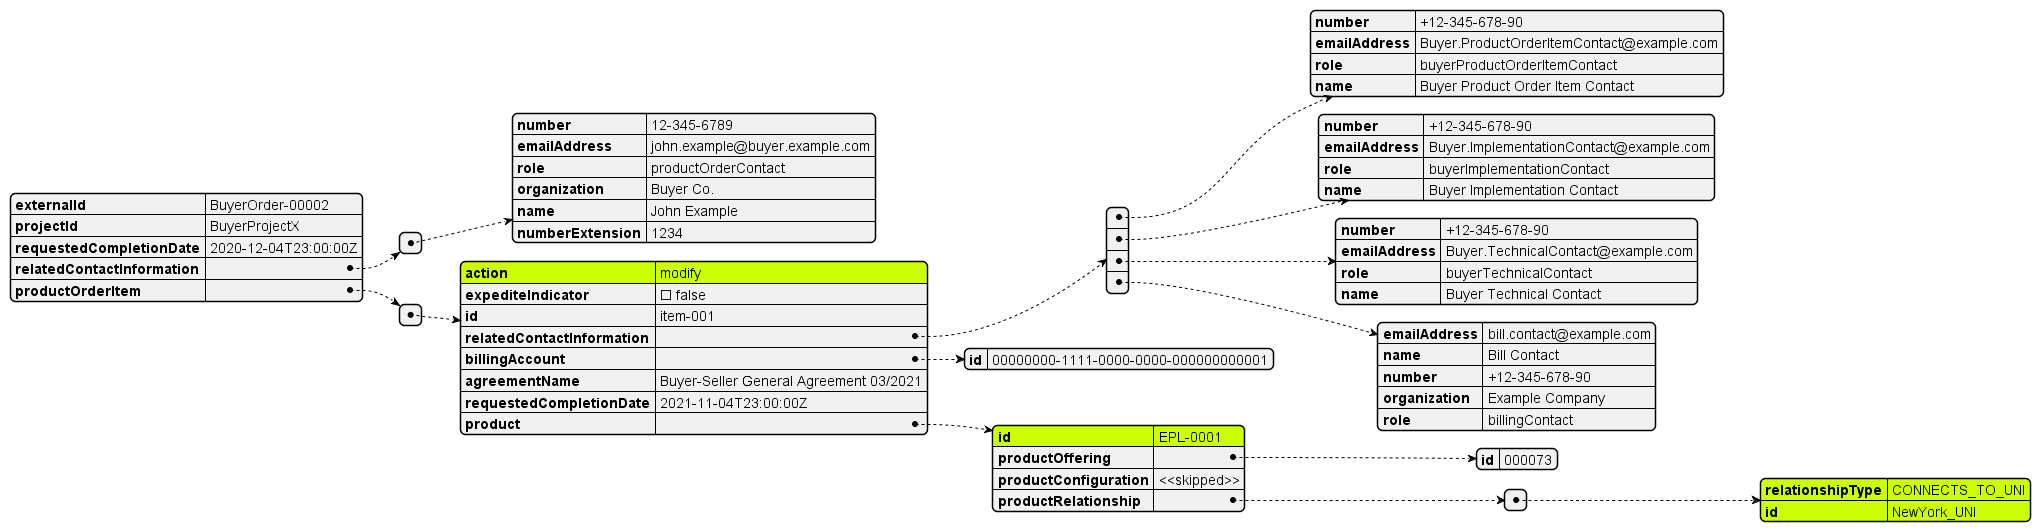 externalId BuyerOrder-00002
projectId BuyerProjectX
requestedCompletionDate 2020-12-04T23:00:00Z
relatedContactInformation
productOrderItem
number 12-345-6789
emailAddress john.example@buyer.example.com
role productOrderContact
organization Buyer Co.
name John Example
numberExtension 1234
action modify
expediteIndicator ☐ false
id item-001
relatedContactInformation
billingAccount
agreementName Buyer-Seller General Agreement 03/2021
requestedCompletionDate 2021-11-04T23:00:00Z
product
number +12-345-678-90
emailAddress Buyer.ProductOrderItemContact@example.com
role buyerProductOrderItemContact
name Buyer Product Order Item Contact
number +12-345-678-90
emailAddress Buyer.ImplementationContact@example.com
role buyerImplementationContact
name Buyer Implementation Contact
number +12-345-678-90
emailAddress Buyer.TechnicalContact@example.com
role buyerTechnicalContact
name Buyer Technical Contact
emailAddress bill.contact@example.com
name Bill Contact
number +12-345-678-90
organization Example Company
role billingContact
id 00000000-1111-0000-0000-000000000001
id EPL-0001
productOffering
productConfiguration <<skipped>>
productRelationship
id 000073
relationshipType CONNECTS_TO_UNI
id NewYork_UNI